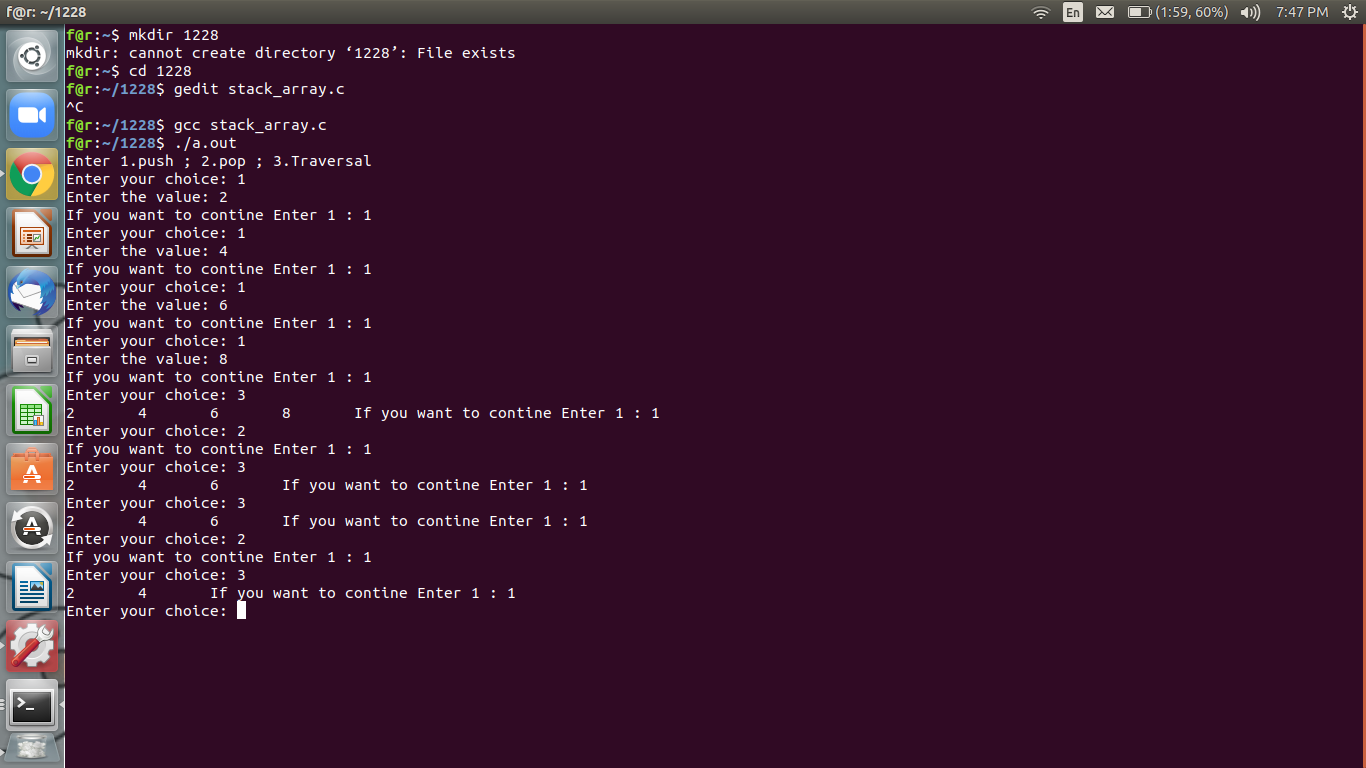 f@r: ~/1228
En
(1:59, 60%)
7:47 PM
f@r:~$ mkdir 1228
mkdir: cannot create directory ‘1228’: File exists
f@r:~$ cd 1228
f@r:~/1228$ gedit stack_array.c
^C
f@r:~/1228$ gcc stack_array.c
f@r:~/1228$ ./a.out
Enter 1.push ; 2.pop ; 3.Traversal
Enter your choice: 1
Enter the value: 2
If you want to contine Enter 1 : 1
Enter your choice: 1
Enter the value: 4
If you want to contine Enter 1 : 1
Enter your choice: 1
Enter the value: 6
If you want to contine Enter 1 : 1
Enter your choice: 1
Enter the value: 8
If you want to contine Enter 1 : 1
Enter your choice: 3
2       4       6       8       If you want to contine Enter 1 : 1
Enter your choice: 2
If you want to contine Enter 1 : 1
Enter your choice: 3
2       4       6       If you want to contine Enter 1 : 1
Enter your choice: 3
2       4       6       If you want to contine Enter 1 : 1
Enter your choice: 2
If you want to contine Enter 1 : 1
Enter your choice: 3
2       4       If you want to contine Enter 1 : 1
Enter your choice: